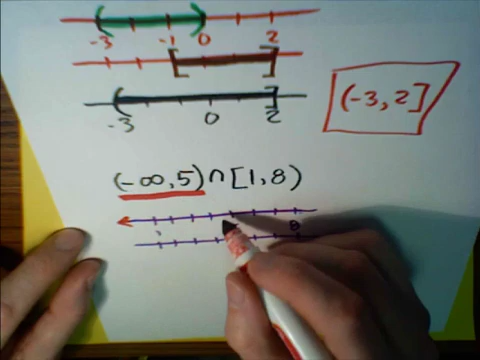 ( )
-3 -1 0 2
[ ]
( ]
-3 0 2
(-3, 2]
(-∞, 5) ∩ [1, 8)
8